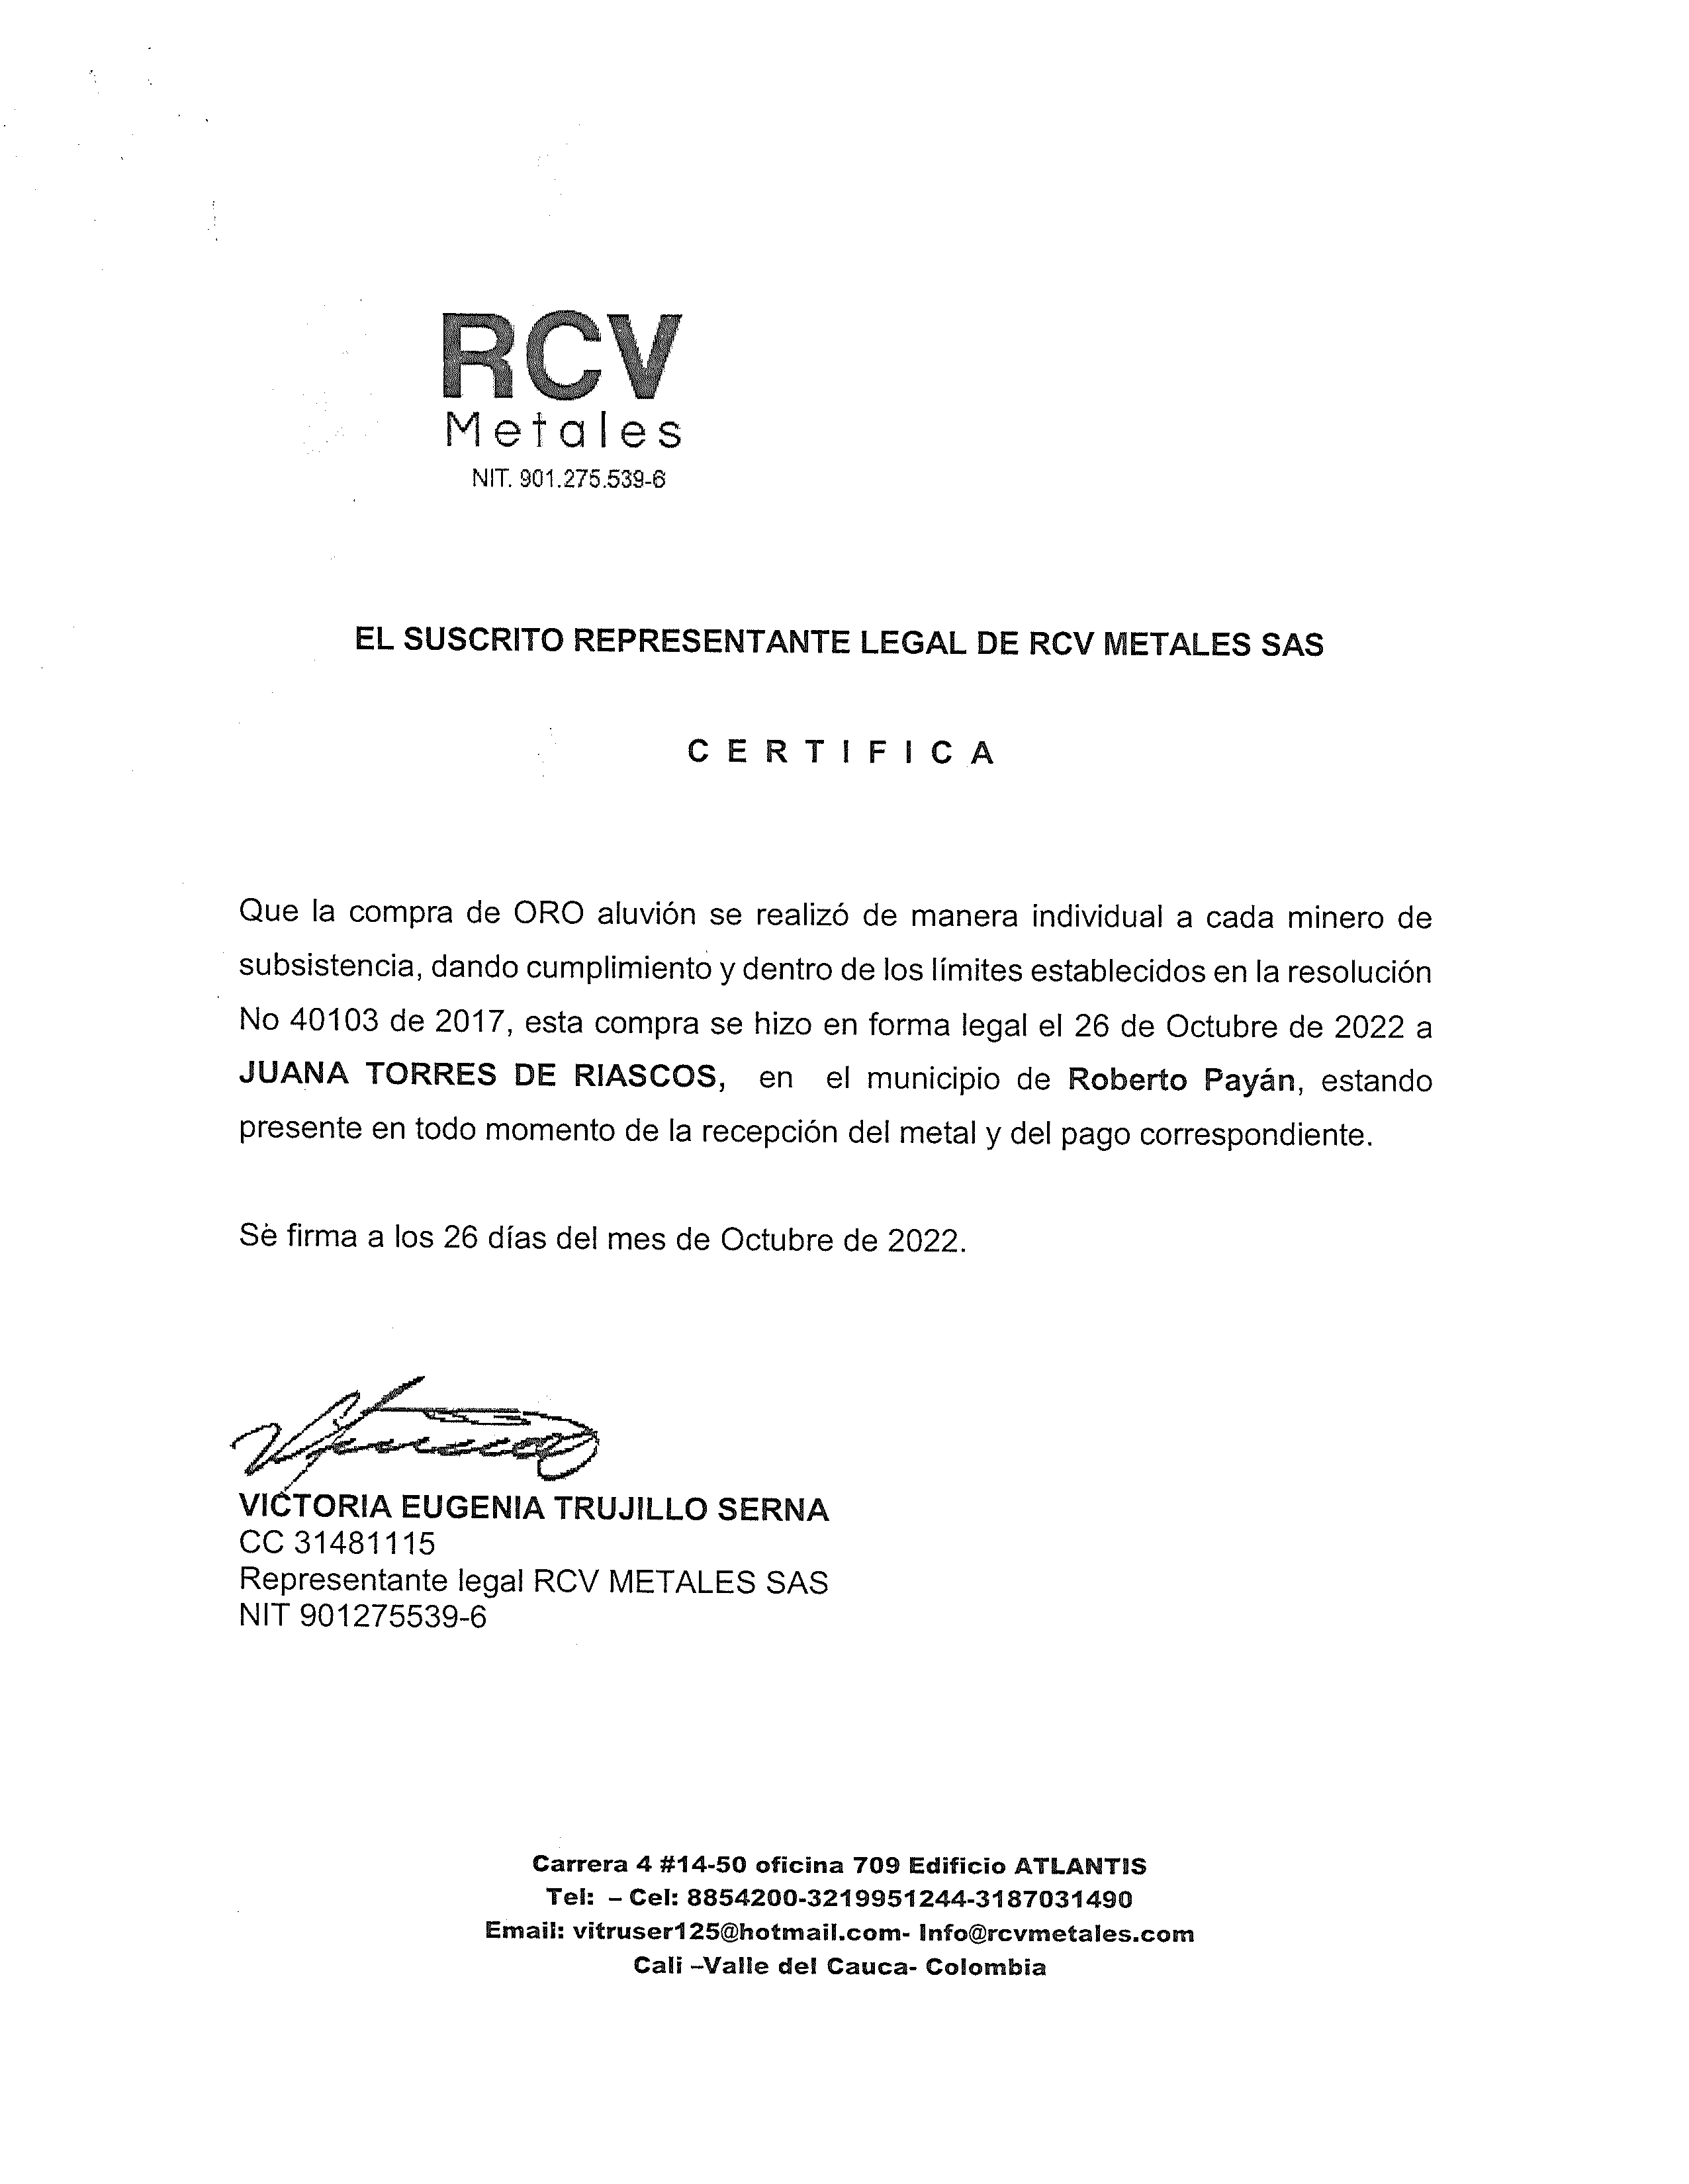 RCV
Metales
NIT. 901.275.539-6
EL SUSCRITO REPRESENTANTE LEGAL DE RCV METALES SAS
C E R T I F I C A
Que la compra de ORO aluvión se realizó de manera individual a cada minero de
subsistencia, dando cumplimiento y dentro de los límites establecidos en la resolución
No 40103 de 2017, esta compra se hizo en forma legal el 26 de Octubre de 2022 a
JUANA TORRES DE RIASCOS, en el municipio de Roberto Payán, estando
presente en todo momento de la recepción del metal y del pago correspondiente.
Se firma a los 26 días del mes de Octubre de 2022.
VICTORIA EUGENIA TRUJILLO SERNA
CC 31481115
Representante legal RCV METALES SAS
NIT 901275539-6
Carrera 4 #14-50 oficina 709 Edificio ATLANTIS
Tel: – Cel: 8854200-3219951244-3187031490
Email: vitruser125@hotmail.com- Info@rcvmetales.com
Cali –Valle del Cauca- Colombia